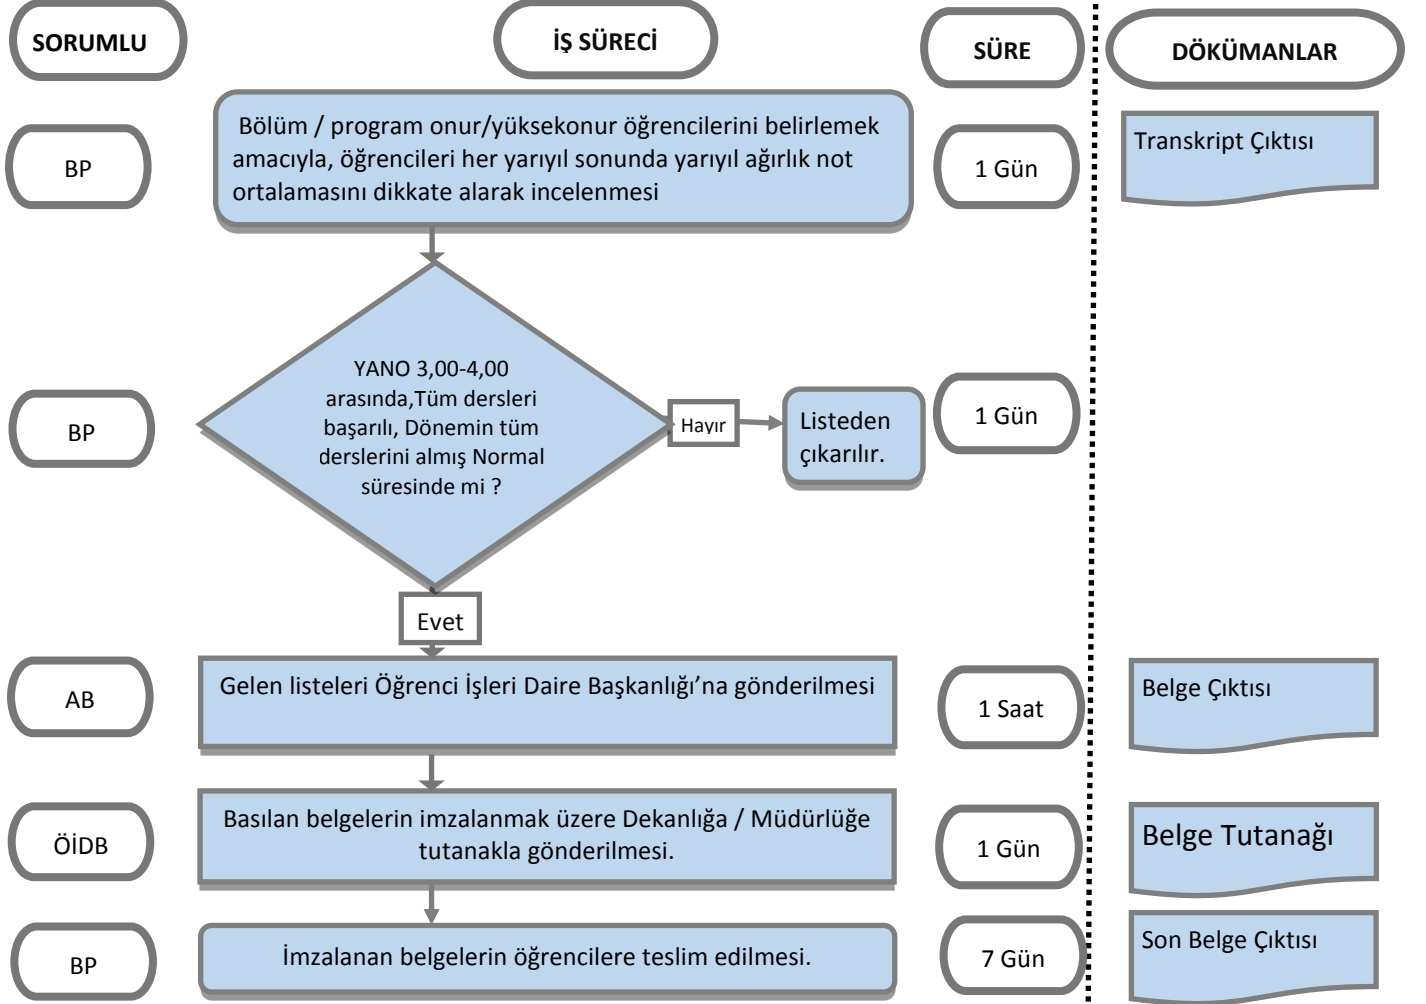 SORUMLU
İŞ SÜRECİ
SÜRE
DÖKÜMANLAR
BP
Bölüm / program onur/yüksekonur öğrencilerini belirlemek
amacıyla, öğrencileri her yarıyıl sonunda yarıyıl ağırlık not
ortalamasını dikkate alarak incelenmesi
1 Gün
Transkript Çıktısı
BP
YANO 3,00-4,00
arasında,Tüm dersleri
başarılı, Dönemin tüm
derslerini almış Normal
süresinde mi ?
Hayır
Listeden
çıkarılır.
1 Gün
Evet
AB
Gelen listeleri Öğrenci İşleri Daire Başkanlığı’na gönderilmesi
1 Saat
Belge Çıktısı
ÖİDB
Basılan belgelerin imzalanmak üzere Dekanlığa / Müdürlüğe
tutanakla gönderilmesi.
1 Gün
Belge Tutanağı
BP
İmzalanan belgelerin öğrencilere teslim edilmesi.
7 Gün
Son Belge Çıktısı